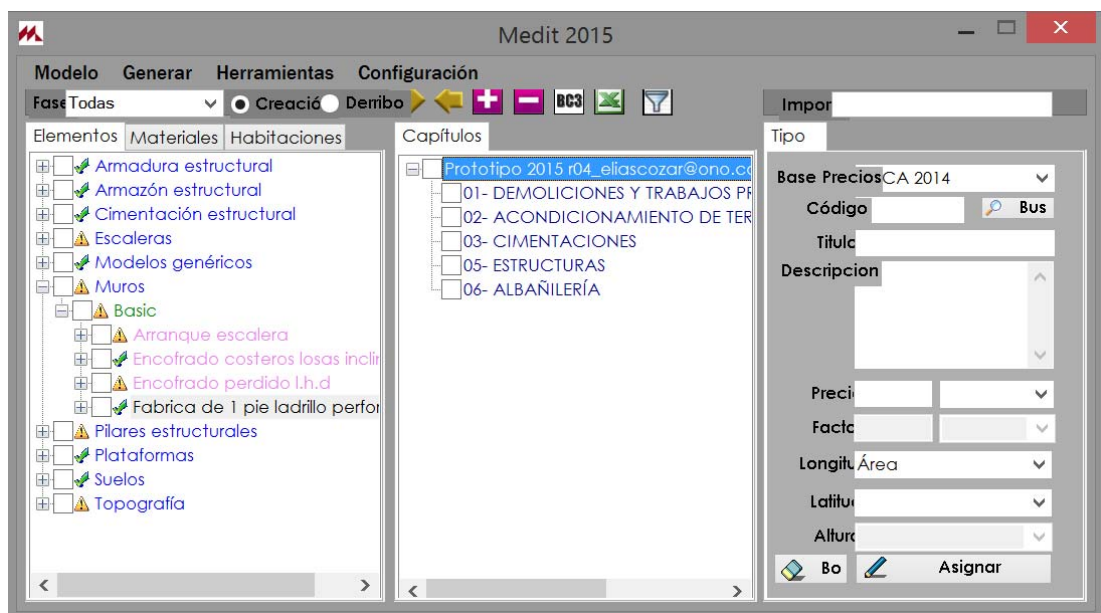 Medit 2015
Modelo Generar Herramientas Configuración
Fase Todas Creació Derribo BC3 Impor
Elementos Materiales Habitaciones
Armadura estructural
Armazón estructural
Cimentación estructural
Escaleras
Modelos genéricos
Muros
Basic
Arranque escalera
Encofrado costeros losas inclir
Encofrado perdido l.h.d
Fabrica de 1 pie ladrillo perfor
Pilares estructurales
Plataformas
Suelos
Topografía
Capítulos
Prototipo 2015 r04_eliascozar@ono.co
01- DEMOLICIONES Y TRABAJOS PR
02- ACONDICIONAMIENTO DE TER
03- CIMENTACIONES
05- ESTRUCTURAS
06- ALBAÑILERÍA
Tipo
Base Precios CA 2014
Código Bus
Titulo
Descripcion
Preci
Facto
Longitu Área
Latitu
Altura
Bo Asignar